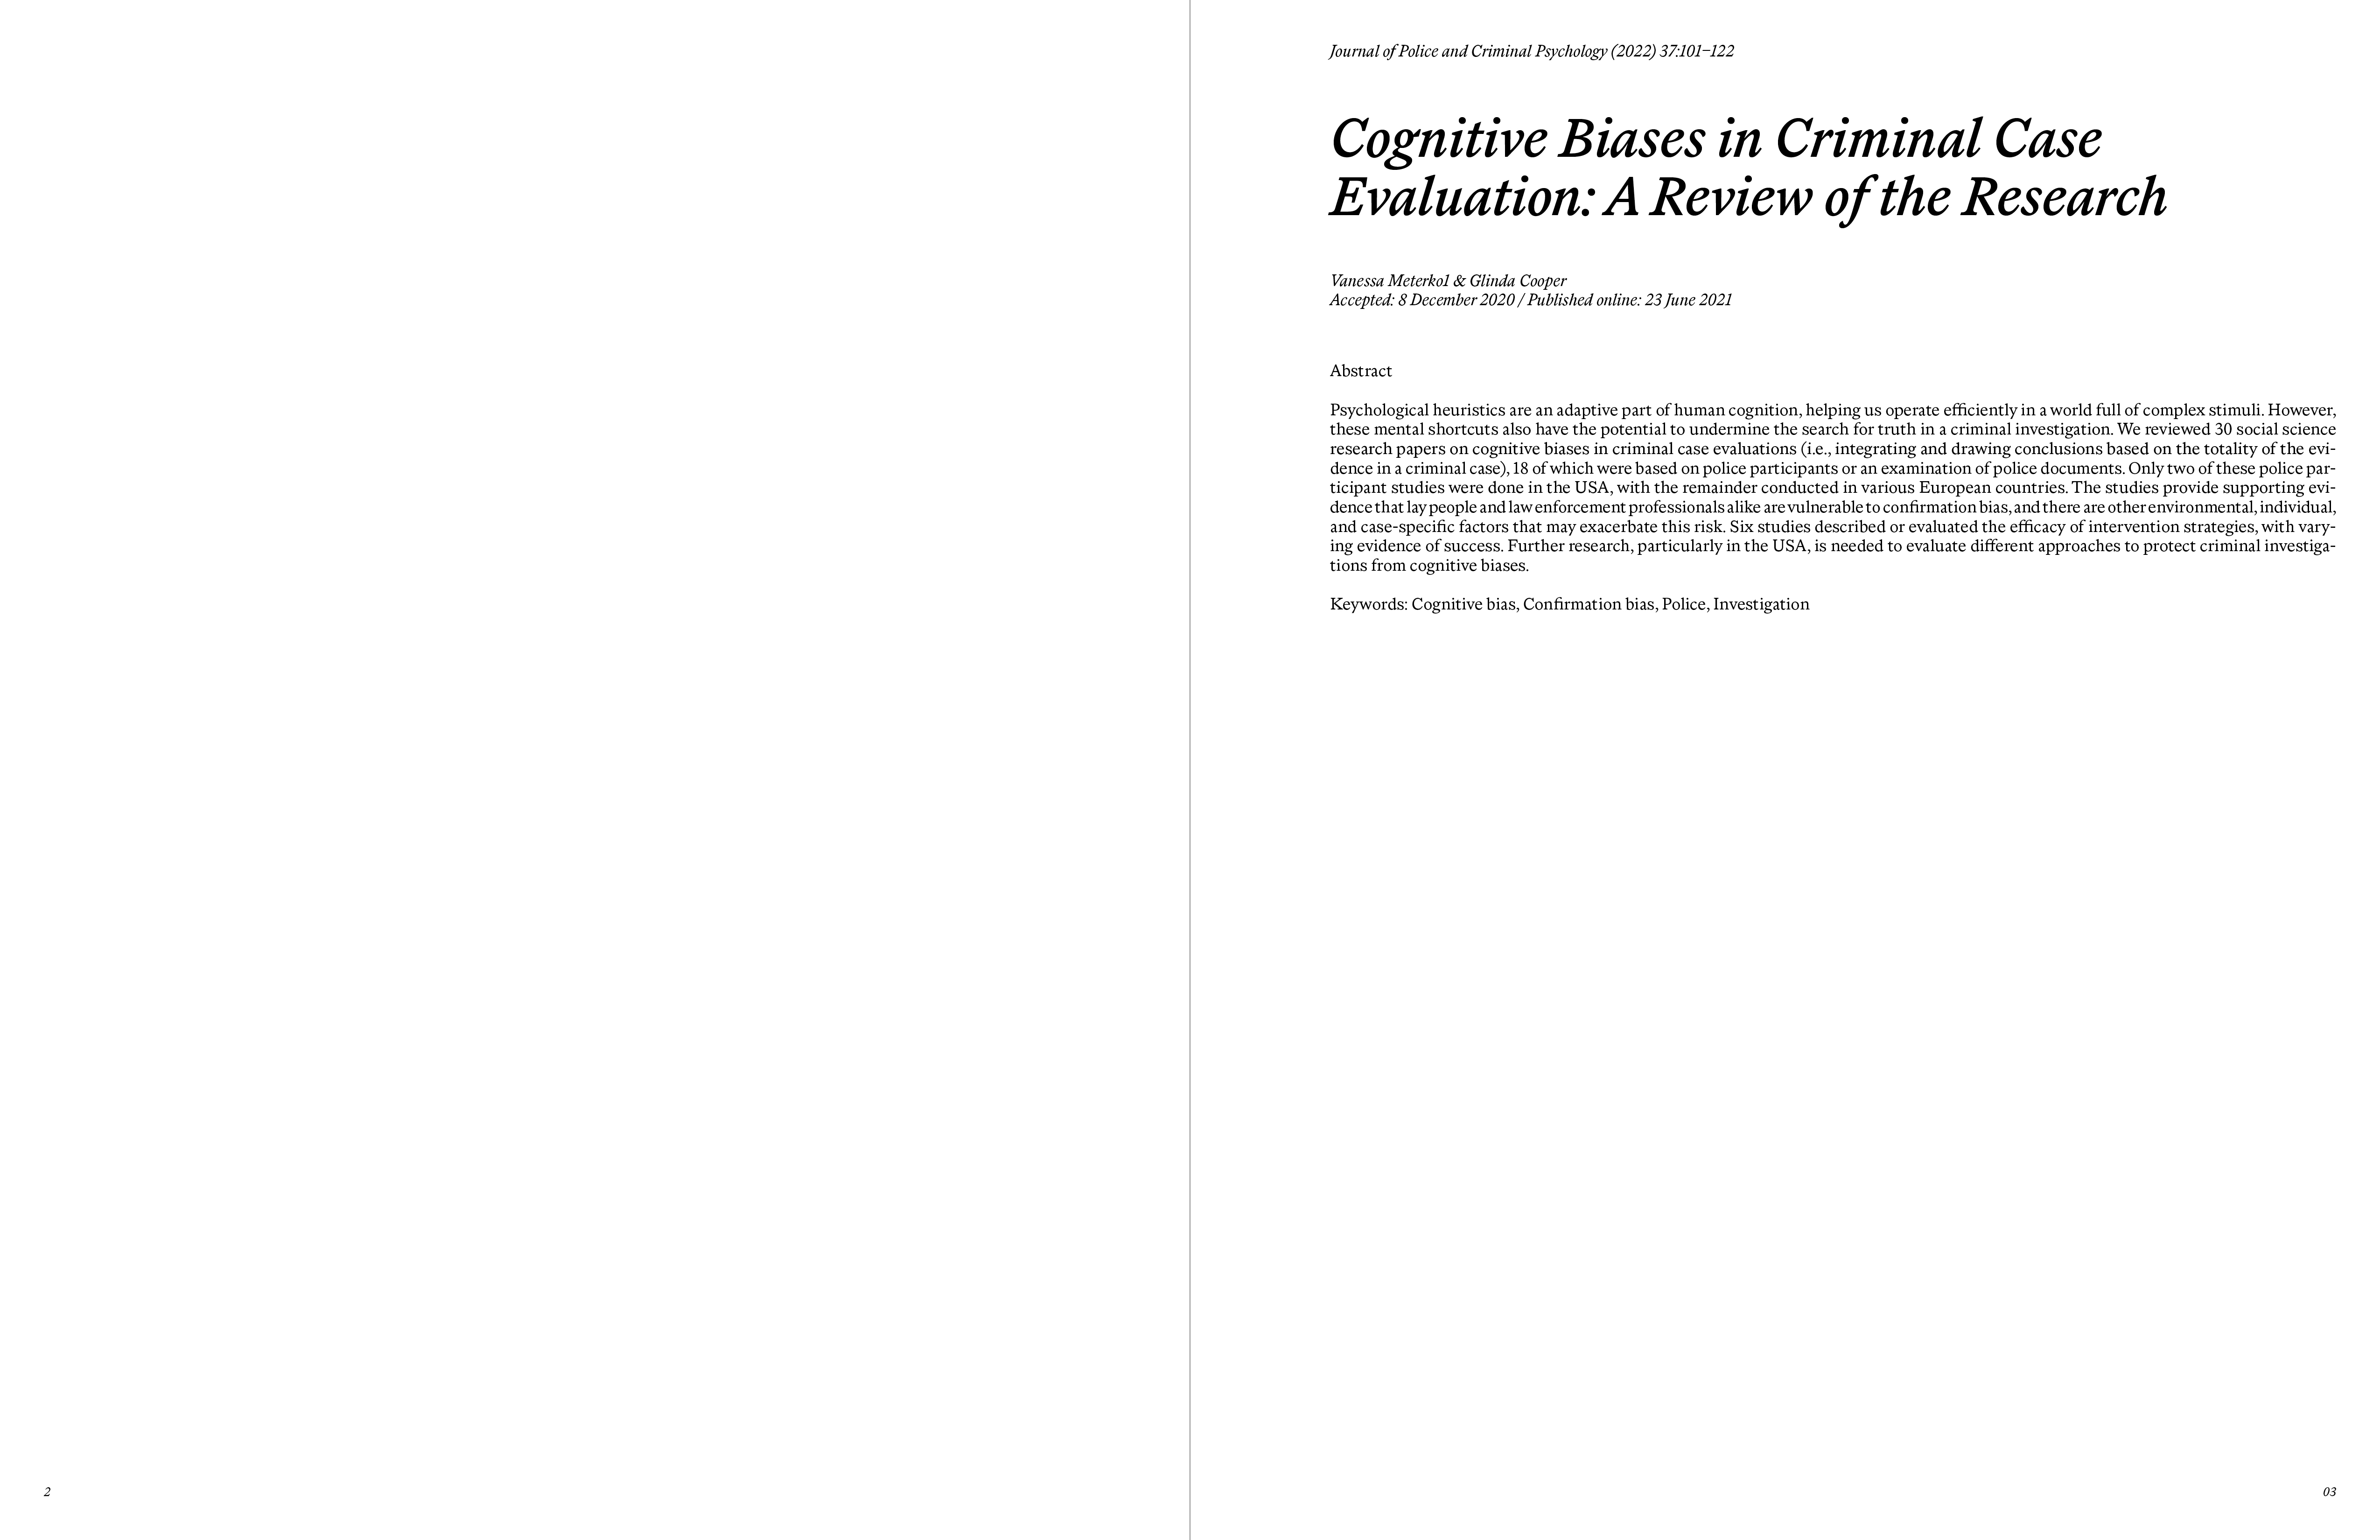 Journal of Police and Criminal Psychology (2022) 37:101–122
Cognitive Biases in Criminal Case
Evaluation: A Review of the Research
Vanessa Meterko1 & Glinda Cooper
Accepted: 8 December 2020 / Published online: 23 June 2021
Abstract
Psychological heuristics are an adaptive part of human cognition, helping us operate efficiently in a world full of complex stimuli. However,
these mental shortcuts also have the potential to undermine the search for truth in a criminal investigation. We reviewed 30 social science
research papers on cognitive biases in criminal case evaluations (i.e., integrating and drawing conclusions based on the totality of the evi-
dence in a criminal case), 18 of which were based on police participants or an examination of police documents. Only two of these police par-
ticipant studies were done in the USA, with the remainder conducted in various European countries. The studies provide supporting evi-
dence that lay people and law enforcement professionals alike are vulnerable to confirmation bias, and there are other environmental, individual,
and case-specific factors that may exacerbate this risk. Six studies described or evaluated the efficacy of intervention strategies, with vary-
ing evidence of success. Further research, particularly in the USA, is needed to evaluate different approaches to protect criminal investiga-
tions from cognitive biases.
Keywords: Cognitive bias, Confirmation bias, Police, Investigation
2
03